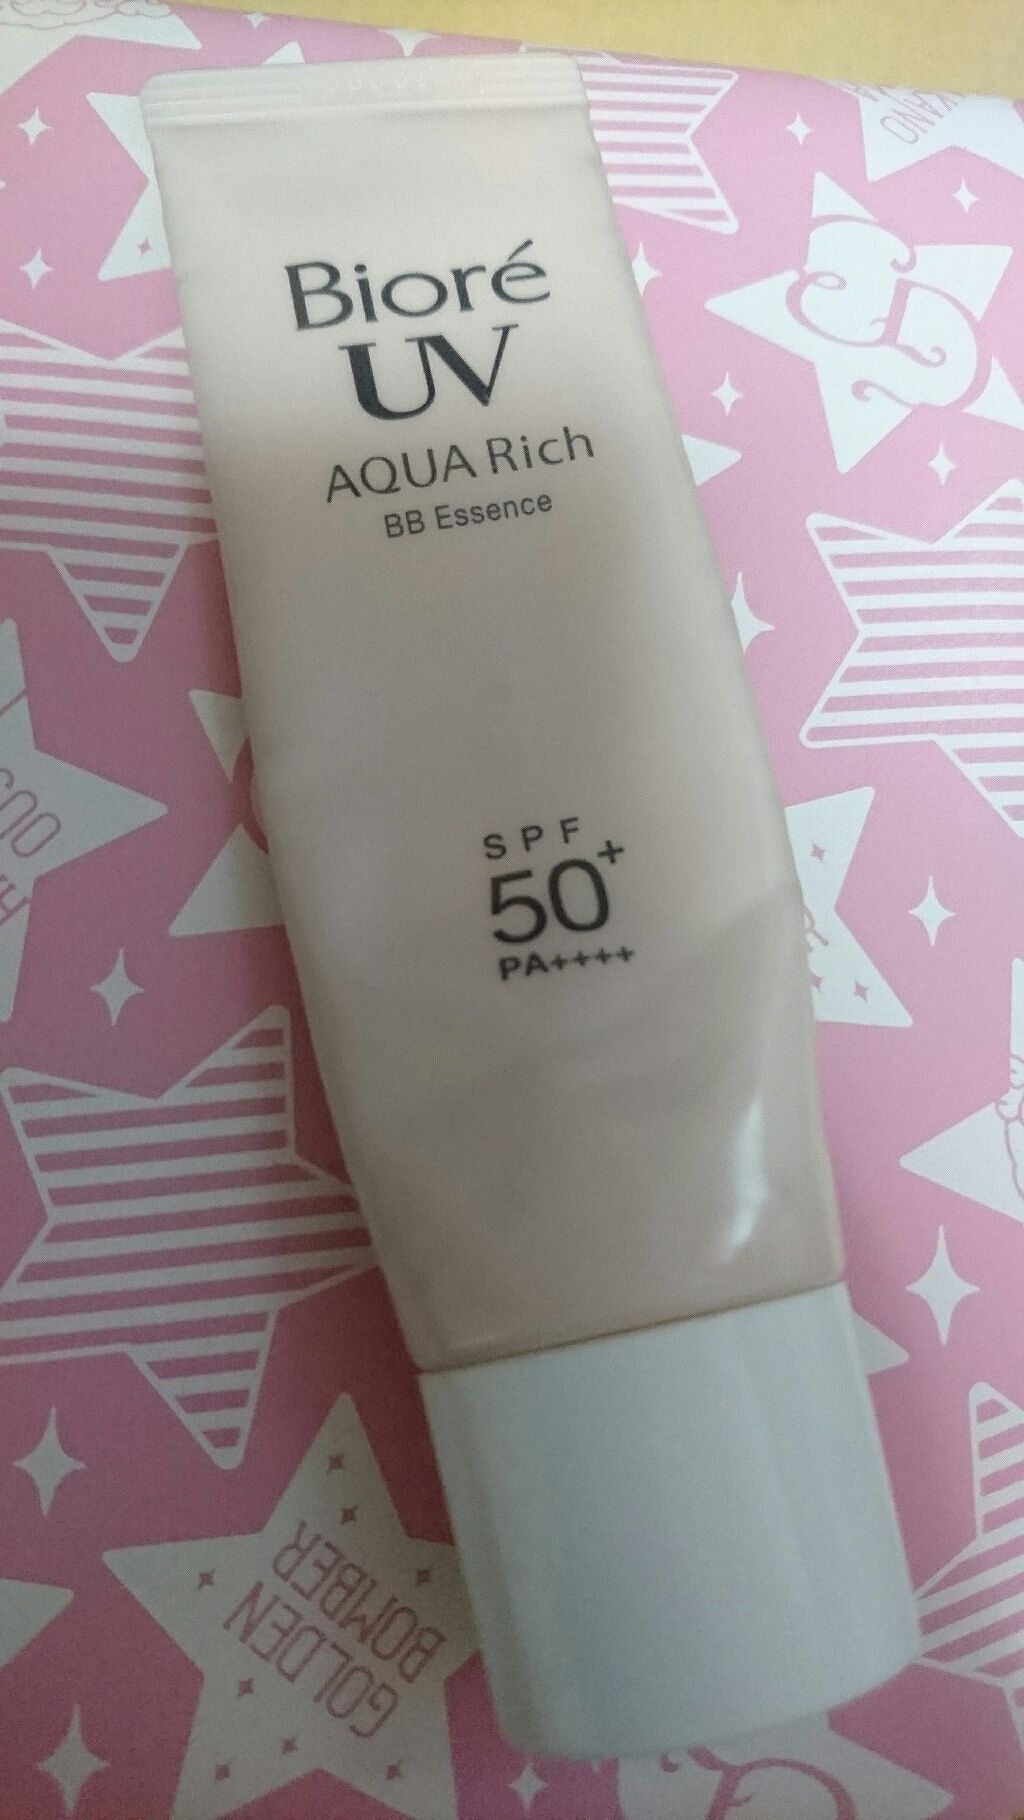 Bioré
UV
AQUA Rich
BB Essence
SPF
50+
PA++++
GOLDEN
BOMBER